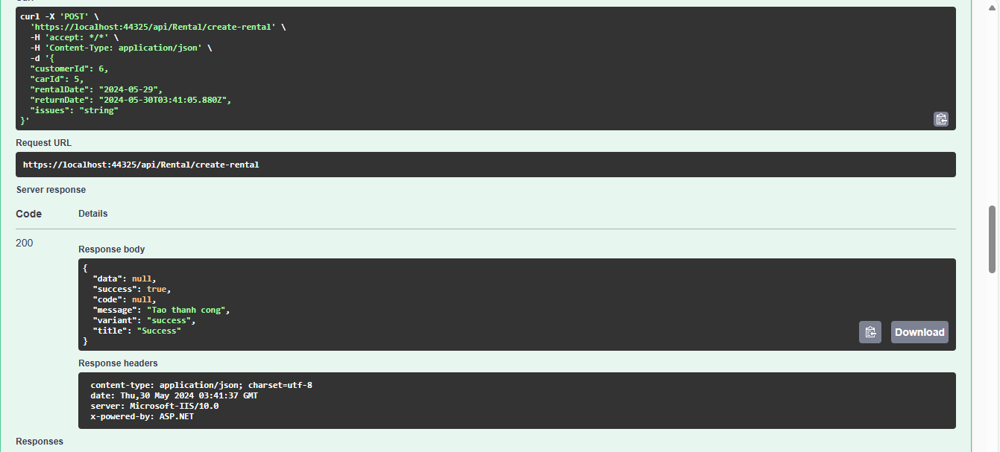 curl -X 'POST' \
'https://localhost:44325/api/Rental/create-rental' \
-H 'accept: */*' \
-H 'Content-Type: application/json' \
-d '{
"customerId": 6,
"carId": 5,
"rentalDate": "2024-05-29",
"returnDate": "2024-05-30T03:41:05.880Z",
"issues": "string"
}'
Request URL
https://localhost:44325/api/Rental/create-rental
Server response
Code Details
200
Response body
{
"data": null,
"success": true,
"code": null,
"message": "Tao thanh cong",
"variant": "success",
"title": "Success"
}
Download
Response headers
content-type: application/json; charset=utf-8
date: Thu,30 May 2024 03:41:37 GMT
server: Microsoft-IIS/10.0
x-powered-by: ASP.NET
Responses